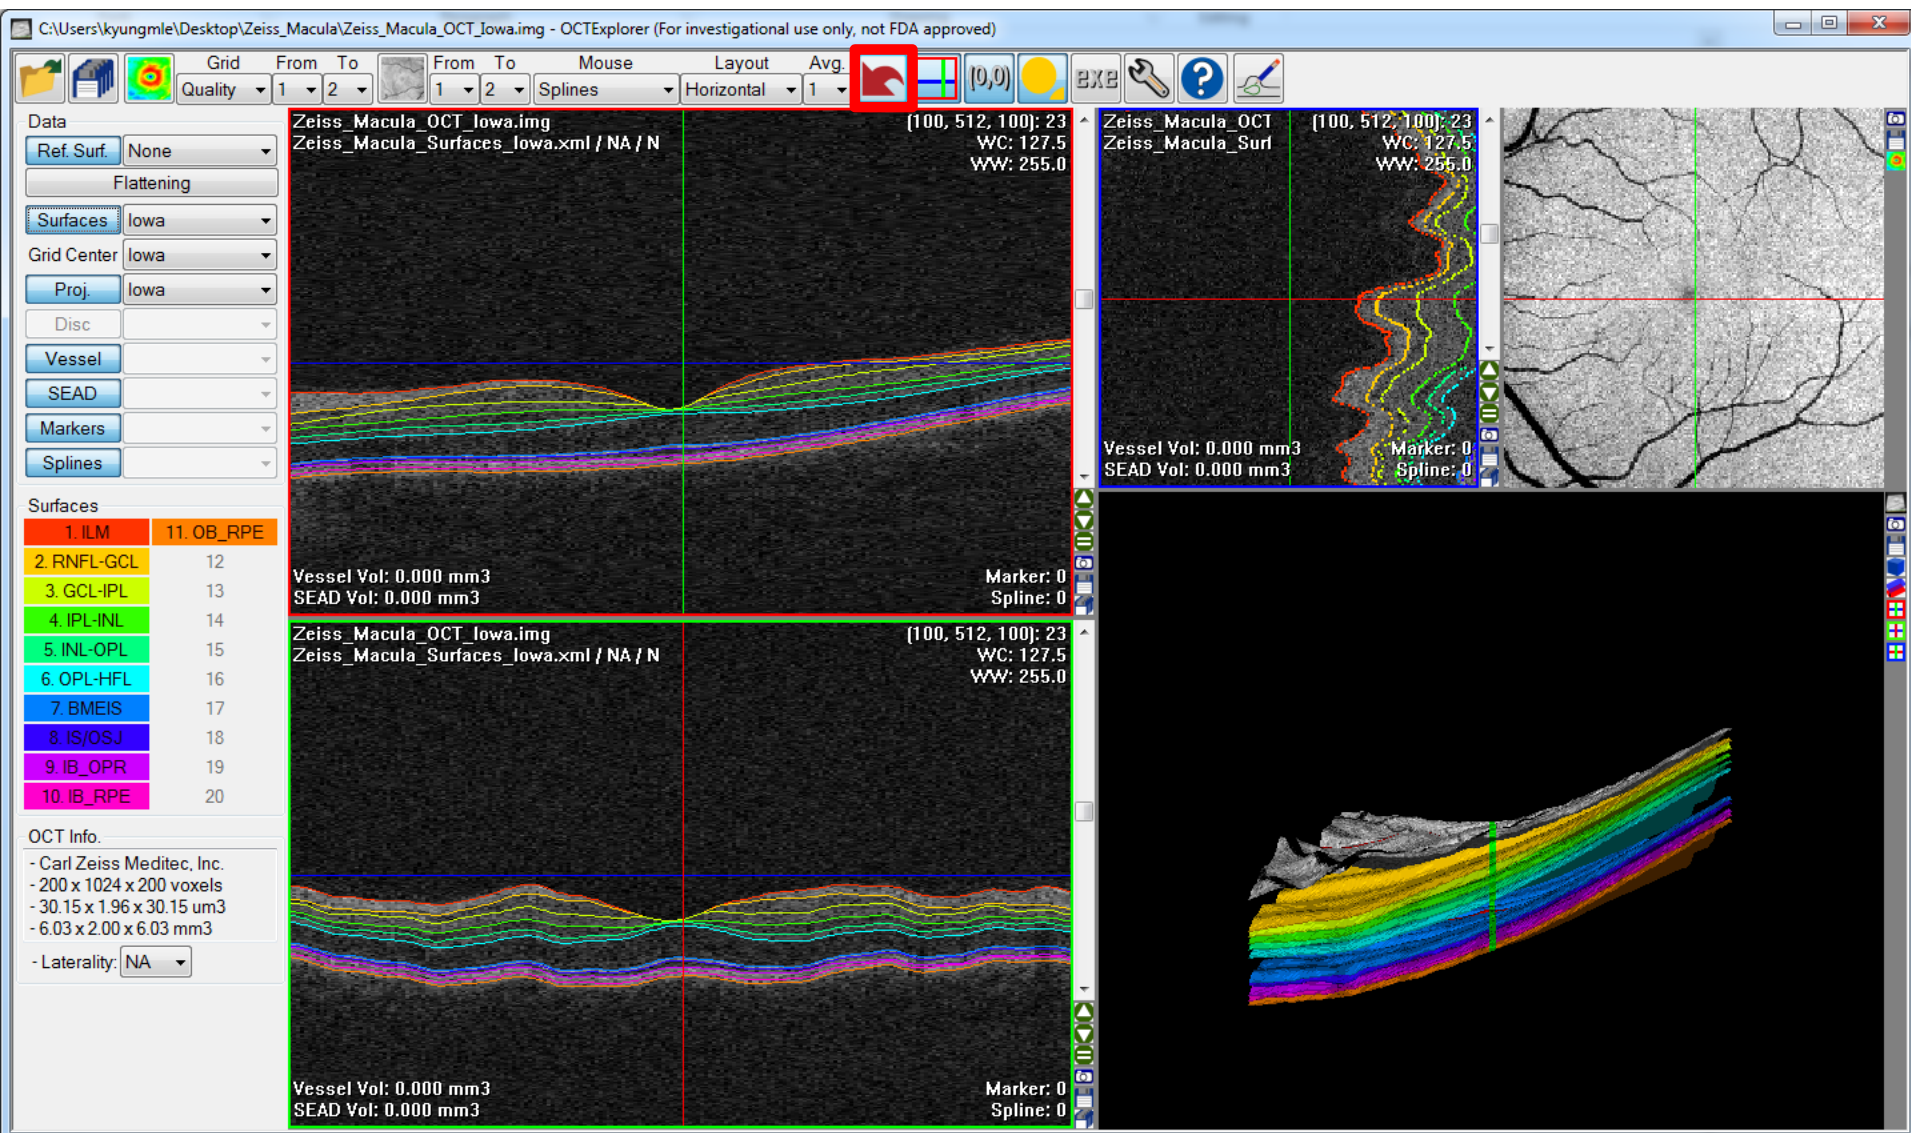 C:\Users\kyungmle\Desktop\Zeiss_Macula\Zeiss_Macula_OCT_Iowa.img - OCTExplorer (For investigational use only, not FDA approved)
Grid From To From To Mouse Layout Avg.
Quality 1 2 1 2 Splines Horizontal 1 (0,0) EXE ?
Data
Ref. Surf. None
Flattening
Surfaces Iowa
Grid Center Iowa
Proj. Iowa
Disc
Vessel
SEAD
Markers
Splines
Surfaces
1. ILM 11. OB_RPE
2. RNFL-GCL 12
3. GCL-IPL 13
4. IPL-INL 14
5. INL-OPL 15
6. OPL-HFL 16
7. BMEIS 17
8. IS/OSJ 18
9. IB_OPR 19
10. IB_RPE 20
OCT Info.
- Carl Zeiss Meditec, Inc.
- 200 x 1024 x 200 voxels
- 30.15 x 1.96 x 30.15 um3
- 6.03 x 2.00 x 6.03 mm3
- Laterality: NA
Zeiss_Macula_OCT_Iowa.img (100, 512, 100): 23
Zeiss_Macula_Surfaces_Iowa.xml / NA / N WC: 127.5
WW: 255.0
Vessel Vol: 0.000 mm3 Marker: 0
SEAD Vol: 0.000 mm3 Spline: 0
Zeiss_Macula_OCT_Iowa.img (100, 512, 100): 23
Zeiss_Macula_Surfaces_Iowa.xml / NA / N WC: 127.5
WW: 255.0
Vessel Vol: 0.000 mm3 Marker: 0
SEAD Vol: 0.000 mm3 Spline: 0
Zeiss_Macula_OCT (100, 512, 100): 23
Zeiss_Macula_Surf WC: 127.5
WW: 255.0
Vessel Vol: 0.000 mm3 Marker: 0
SEAD Vol: 0.000 mm3 Spline: 0